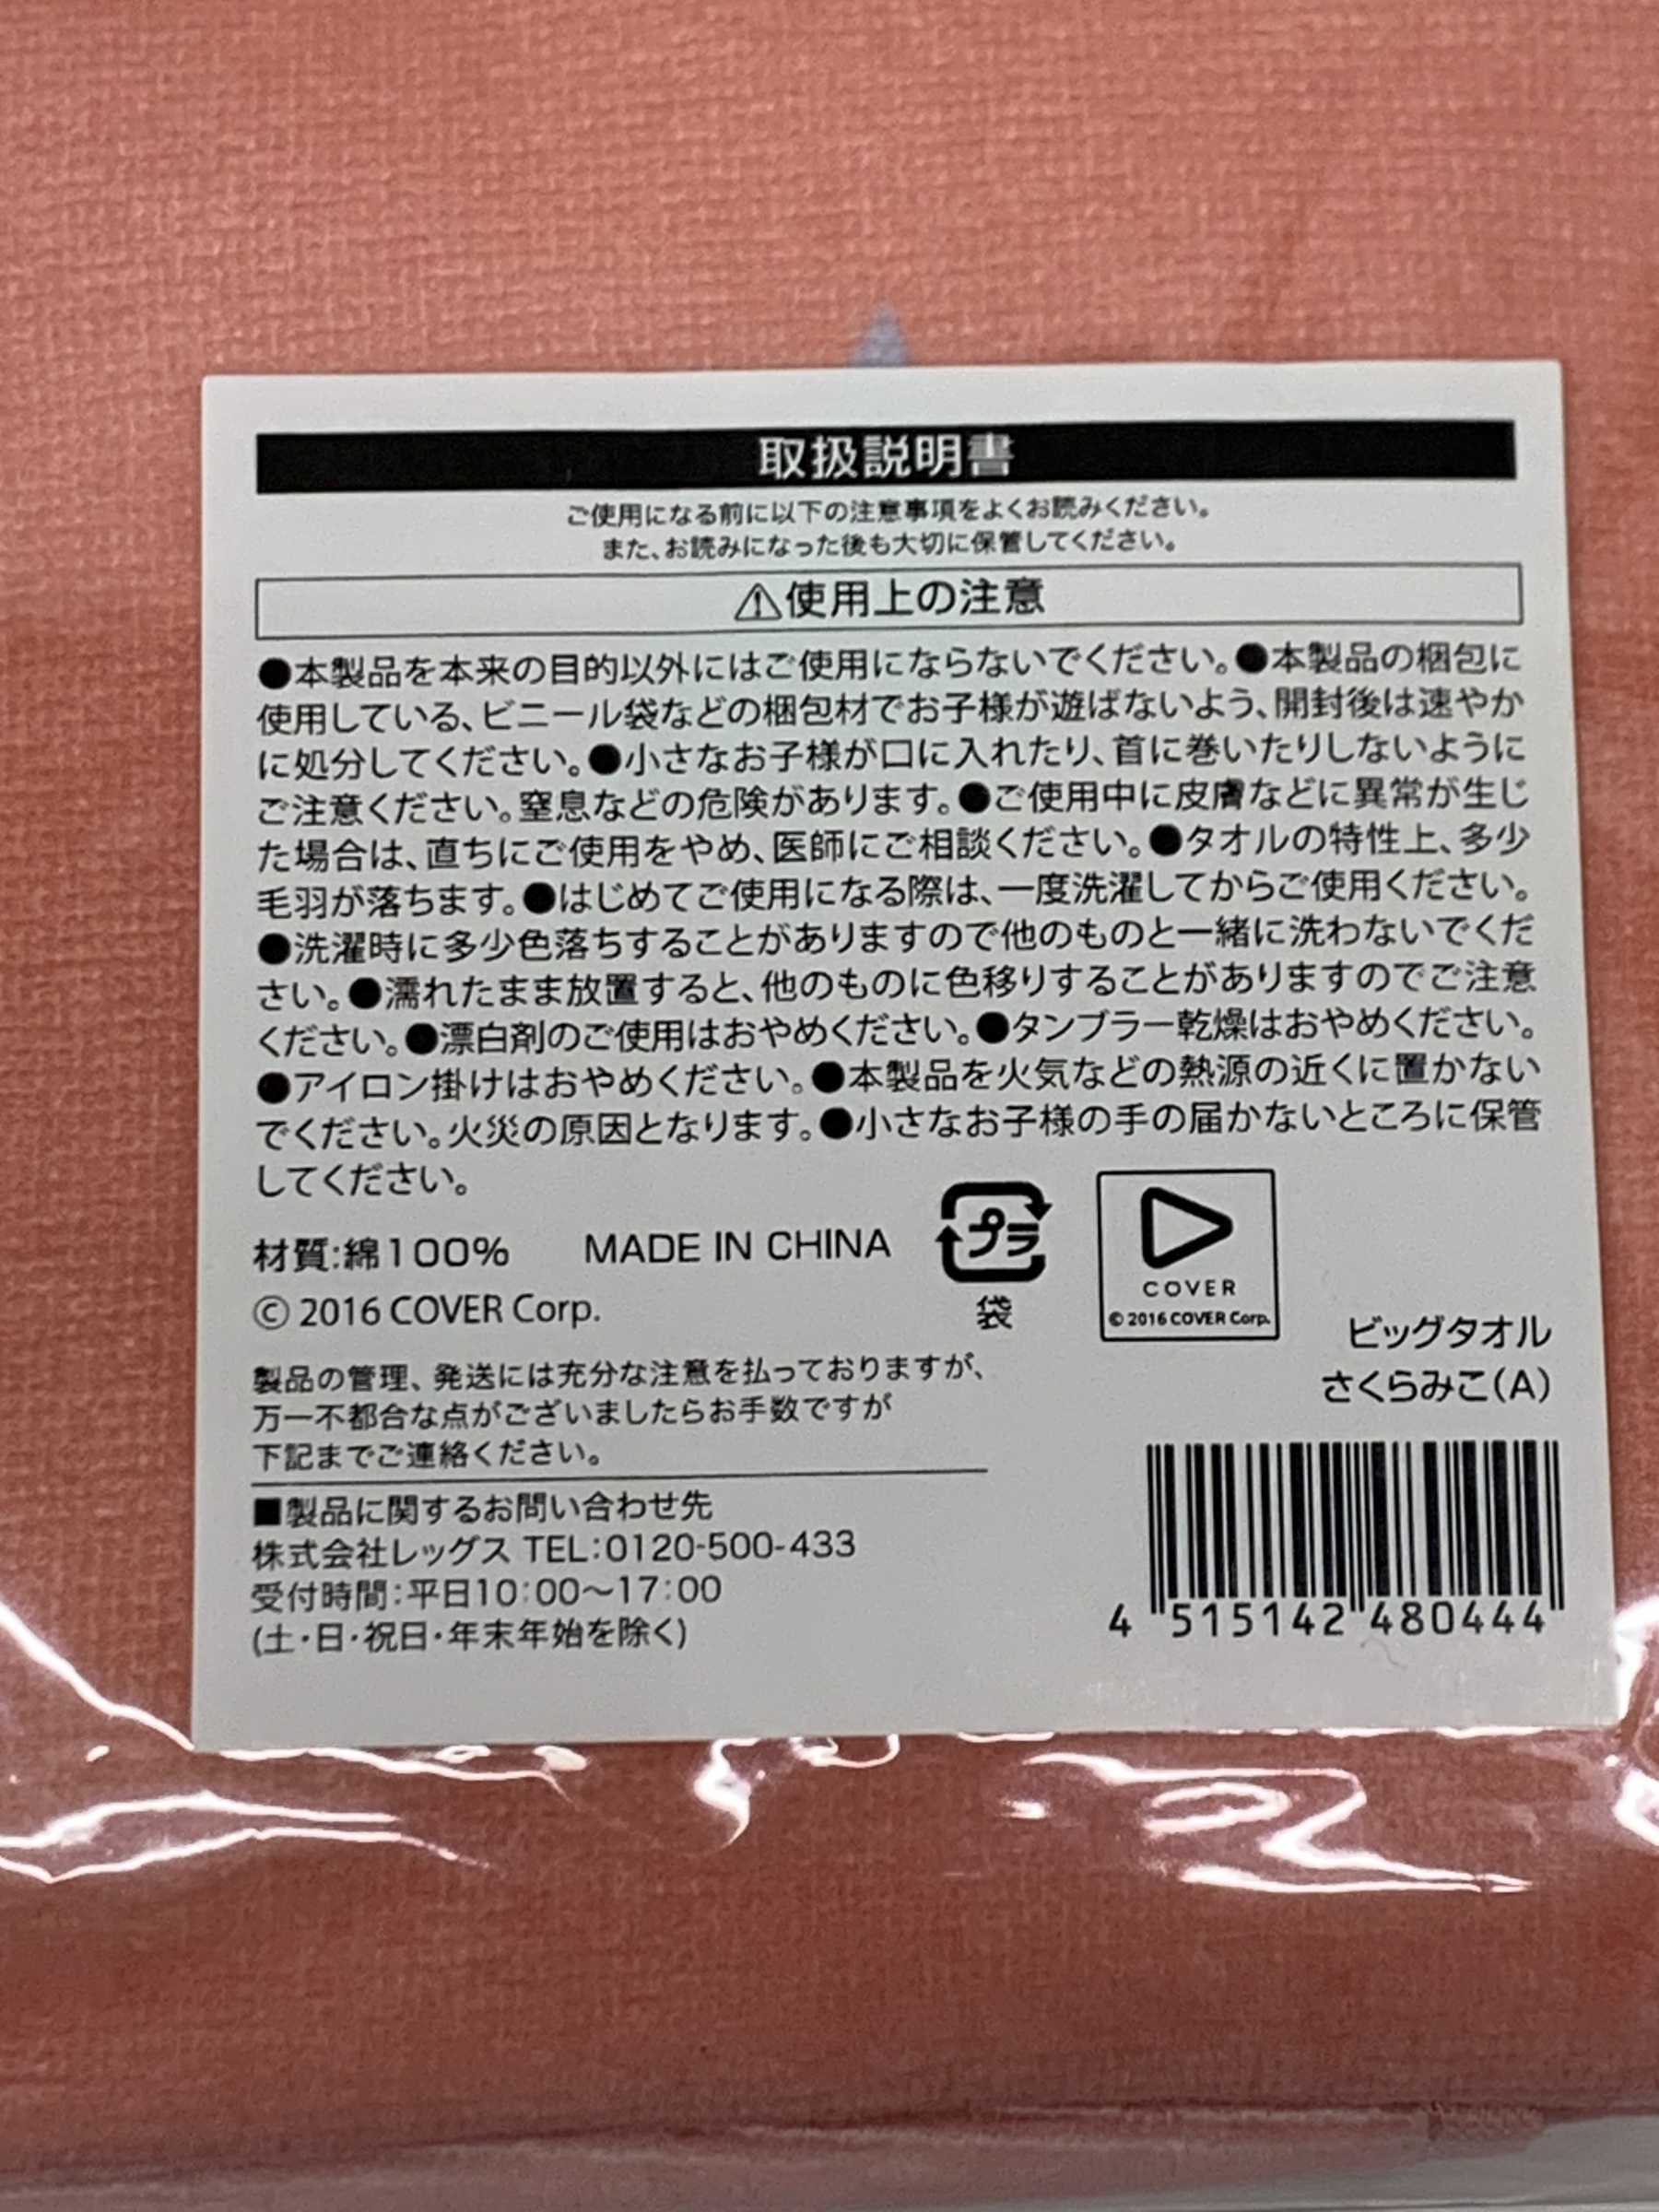 取扱説明書
ご使用になる前に以下の注意事項をよくお読みください。
また、お読みになった後も大切に保管してください。
⚠使用上の注意
●本製品を本来の目的以外にはご使用にならないでください。●本製品の梱包に
使用している、ビニール袋などの梱包材でお子様が遊ばないよう、開封後は速やか
に処分してください。●小さなお子様が口に入れたり、首に巻いたりしないように
ご注意ください。窒息などの危険があります。●ご使用中に皮膚などに異常が生じ
た場合は、直ちにご使用をやめ、医師にご相談ください。●タオルの特性上、多少
毛羽が落ちます。●はじめてご使用になる際は、一度洗濯してからご使用ください。
●洗濯時に多少色落ちすることがありますので他のものと一緒に洗わないでくだ
さい。●濡れたまま放置すると、他のものに色移りすることがありますのでご注意
ください。●漂白剤のご使用はおやめください。●タンブラー乾燥はおやめください。
●アイロン掛けはおやめください。●本製品を火気などの熱源の近くに置かない
でください。火災の原因となります。●小さなお子様の手の届かないところに保管
してください。
材質:綿100% MADE IN CHINA
プラ
袋
COVER
© 2016 COVER Corp.
© 2016 COVER Corp.
ビッグタオル
さくらみこ(A)
製品の管理、発送には充分な注意を払っておりますが、
万一不都合な点がございましたらお手数ですが
下記までご連絡ください。
■製品に関するお問い合わせ先
株式会社レッグス TEL:0120-500-433
受付時間:平日10:00～17:00
(土・日・祝日・年末年始を除く)
4 515142 480444